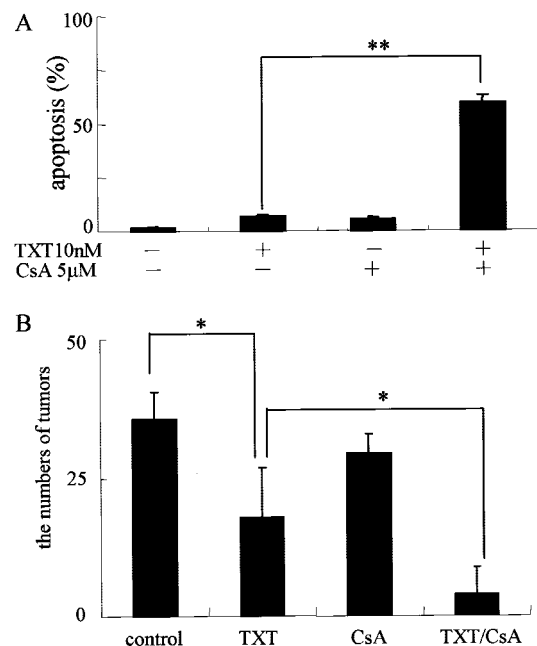 A
100
**
apoptosis (%)
50
0
TXT10nM − + − +
CsA 5μM − − + +
B
50
*
*
the numbers of tumors
25
0
control TXT CsA TXT/CsA